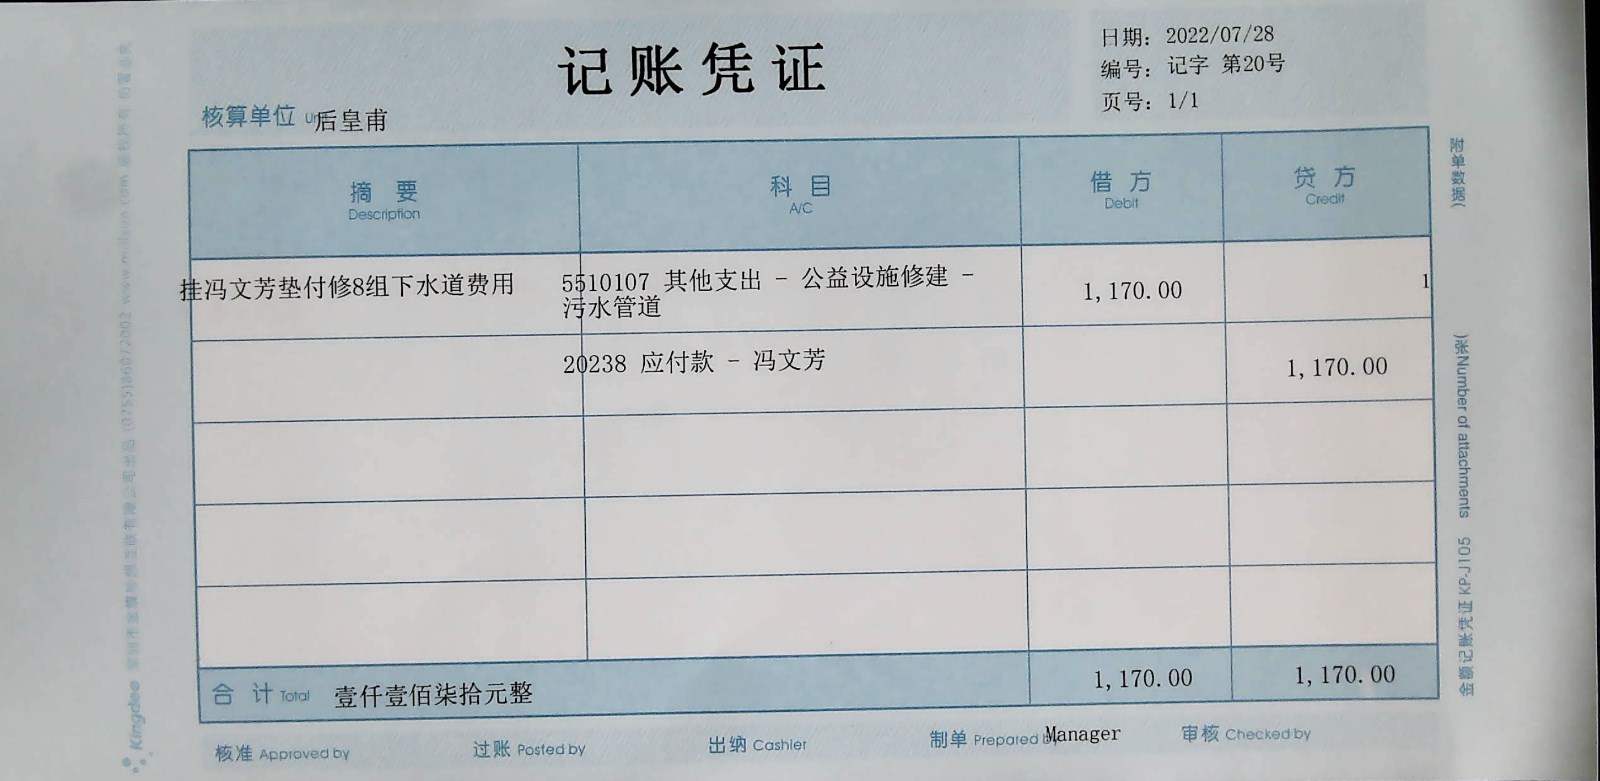 记账凭证
日期: 2022/07/28
编号: 记字 第20号
页号: 1/1
核算单位 后皇甫
摘 要 科 目 借 方 贷 方
Description A/C Debit Credit
挂冯文芳垫付修8组下水道费用 5510107 其他支出 - 公益设施修建 - 1,170.00
污水管道
20238 应付款 - 冯文芳 1,170.00
合 计 Total 壹仟壹佰柒拾元整 1,170.00 1,170.00
核准 Approved by 过账 Posted by 出纳 Cashier 制单 Prepared by Manager 审核 Checked by
附单数据)
1
张)Number of attachments
金额记账凭证 KP-J105
Kingdee